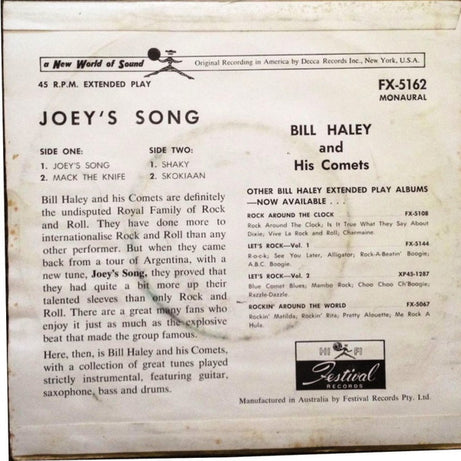 a New World of Sound
Original Recording in America by Decca Records Inc., New York, U.S.A.
45 R.P.M. EXTENDED PLAY
FX-5162
MONAURAL
JOEY'S SONG
SIDE ONE:
1. JOEY'S SONG
2. MACK THE KNIFE
SIDE TWO:
1. SHAKY
2. SKOKIAAN
Bill Haley and his Comets are definitely
the undisputed Royal Family of Rock
and Roll. They have done more to
internationalise Rock and Roll than any
other performer. But when they came
back from a tour of Argentina, with a
new tune, Joey's Song, they proved that
they had quite a bit more up their
talented sleeves than only Rock and
Roll. There are a great many fans who
enjoy it just as much as the explosive
beat that made the group famous.
Here, then, is Bill Haley and his Comets,
with a collection of great tunes played
strictly instrumental, featuring guitar,
saxophone, bass and drums.
BILL HALEY
and
His Comets
OTHER BILL HALEY EXTENDED PLAY ALBUMS
—NOW AVAILABLE . . .
ROCK AROUND THE CLOCK FX-5108
Rock Around The Clock; Is It True What They Say About
Dixie; Vive La Rock and Roll; Charmaine.
LET'S ROCK—Vol. 1 FX-5144
R-o-c-k; See You Later, Alligator; Rock-A-Beatin' Boogie;
A.B.C. Boogie.
LET'S ROCK—Vol. 2 XP45-1287
Blue Comet Blues; Mambo Rock; Choo Choo Ch'Boogie;
Razzle-Dazzle.
ROCKIN' AROUND THE WORLD FX-5067
Rockin' Matilda; Rockin' Rita; Pretty Alouette; Me Rock A
Hula.
HI FI
Festival
RECORDS
Manufactured in Australia by Festival Records Pty. Ltd.